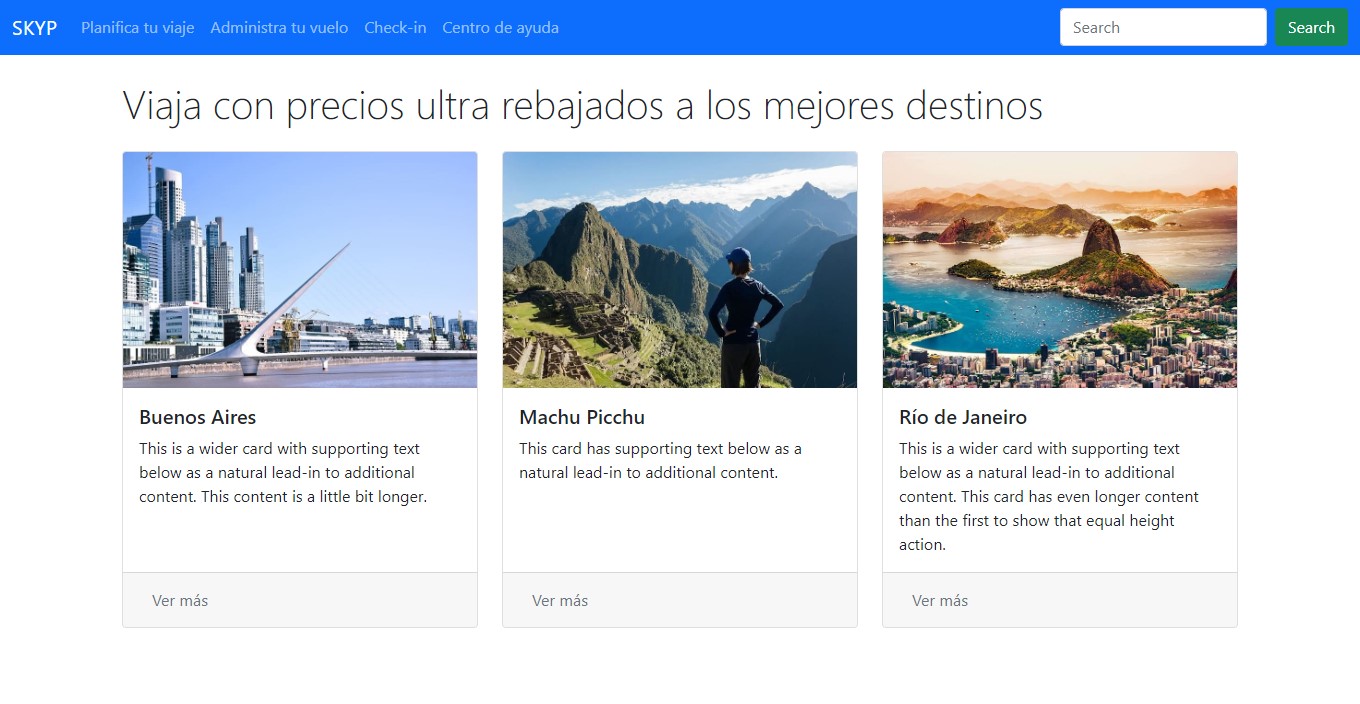 SKYP Planifica tu viaje Administra tu vuelo Check-in Centro de ayuda Search Search
Viaja con precios ultra rebajados a los mejores destinos
Buenos Aires
This is a wider card with supporting text
below as a natural lead-in to additional
content. This content is a little bit longer.
Ver más
Machu Picchu
This card has supporting text below as a
natural lead-in to additional content.
Ver más
Río de Janeiro
This is a wider card with supporting text
below as a natural lead-in to additional
content. This card has even longer content
than the first to show that equal height
action.
Ver más